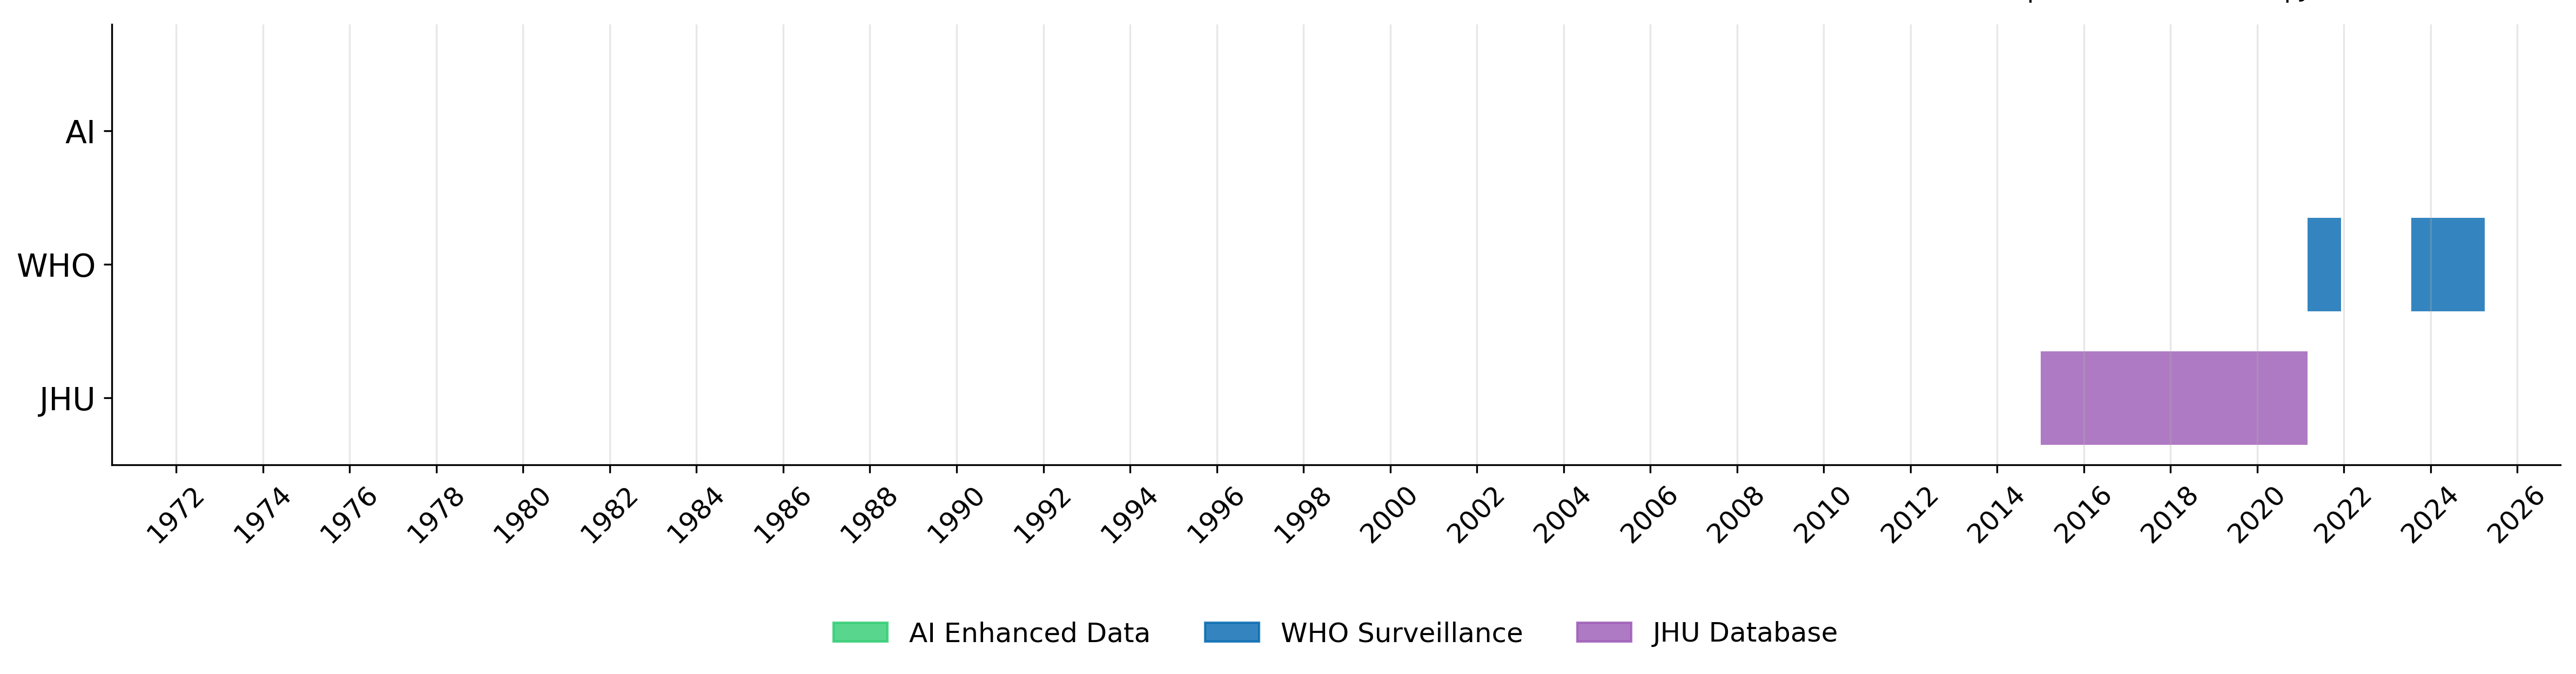 AI
WHO
JHU
1972 1974 1976 1978 1980 1982 1984 1986 1988 1990 1992 1994 1996 1998 2000 2002 2004 2006 2008 2010 2012 2014 2016 2018 2020 2022 2024 2026
AI Enhanced Data WHO Surveillance JHU Database